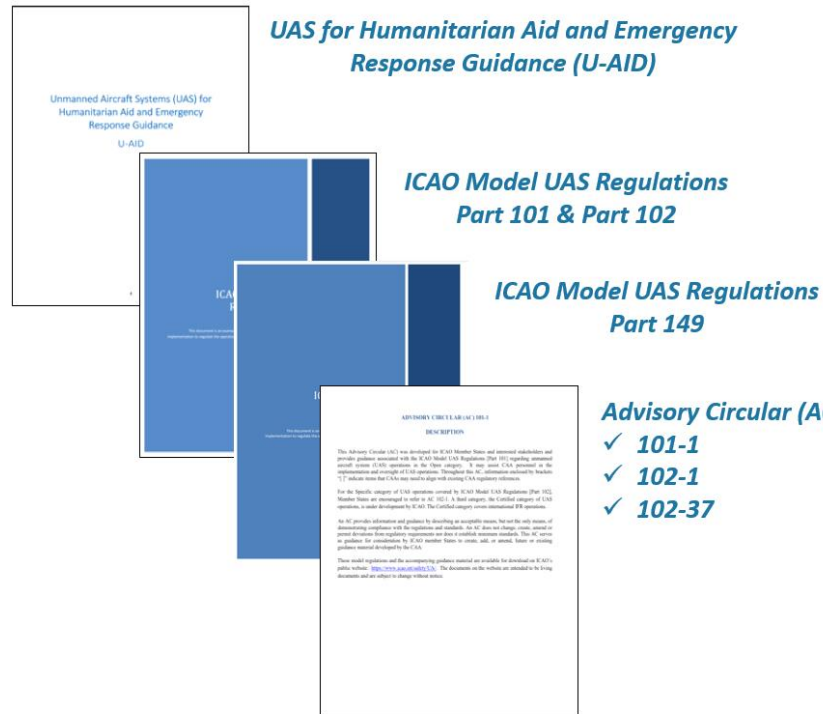 UAS for Humanitarian Aid and Emergency
Response Guidance (U-AID)
Unmanned Aircraft Systems (UAS) for
Humanitarian Aid and Emergency
Response Guidance
U-AID
ICAO Model UAS Regulations
Part 101 & Part 102
ICAO Model UAS Regulations
Part 149
Advisory Circular (A
✓ 101-1
✓ 102-1
✓ 102-37
ADVISORY CIRCULAR (AC) 101-1
DESCRIPTION
This Advisory Circular (AC) was developed for ICAO Member States and interested stakeholders and
provides guidance associated with the ICAO Model UAS Regulations [Part 101] regarding unmanned
aircraft system (UAS) operations in the Open category. It may assist CAA personnel in the
implementation and oversight of UAS operations. Throughout this AC, information enclosed by brackets
"[ ]" indicate items that CAAs may need to align with existing CAA regulatory references.
For the Specific category of UAS operations covered by ICAO Model UAS Regulations [Part 102],
Member States are encouraged to refer to AC 102-1. A third category, the Certified category of UAS
operations, is under development by ICAO. The Certified category covers international IFR operations.
An AC provides information and guidance by describing an acceptable means, but not the only means, of
demonstrating compliance with the regulations and standards. An AC does not change, create, amend or
permit deviations from regulatory requirements nor does it establish minimum standards. This AC serves
as guidance for consideration by ICAO member States to create, add, or amend, future or existing
guidance material developed by the CAA.
These model regulations and the accompanying guidance material are available for download on ICAO's
public website: https://www.icao.int/safety/UA/. The documents on the website are intended to be living
documents and are subject to change without notice.